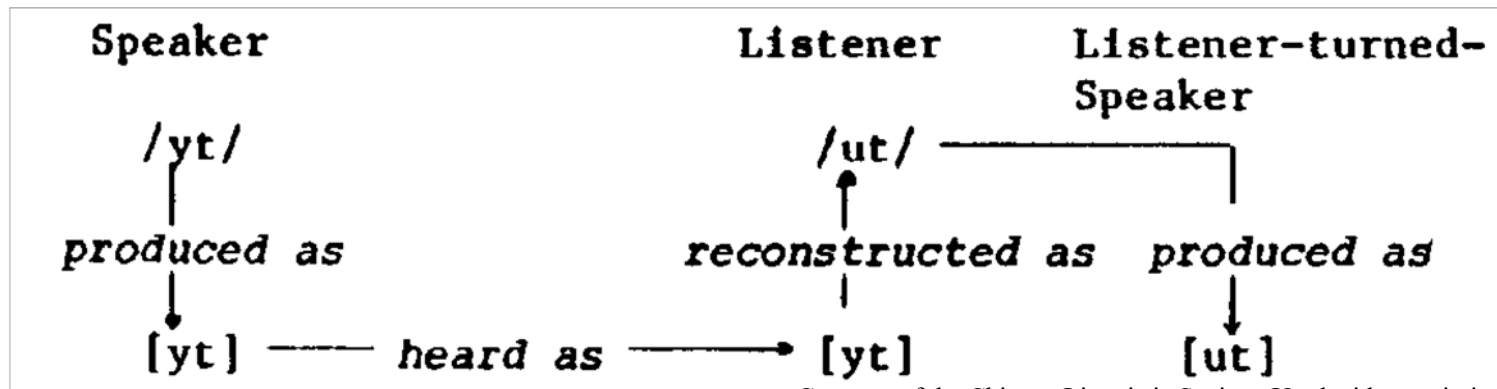 Speaker Listener Listener-turned-
Speaker
/yt/ /ut/
produced as reconstructed as produced as
[yt] heard as [yt] [ut]